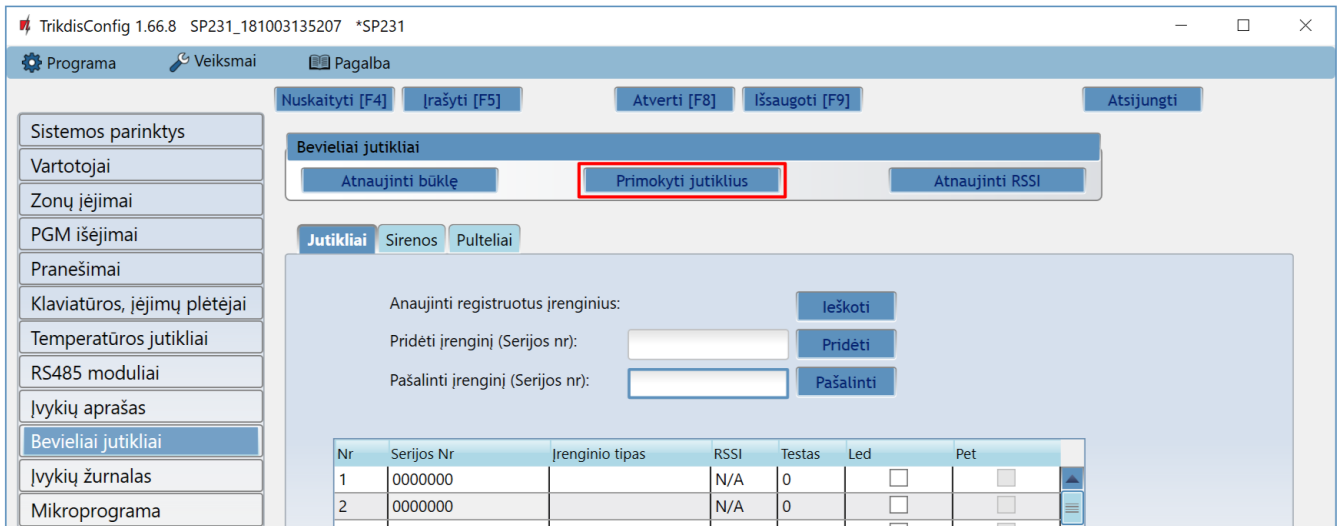 TrikdisConfig 1.66.8 SP231_181003135207 *SP231
Programa Veiksmai Pagalba
Nuskaityti [F4] Įrašyti [F5] Atverti [F8] Išsaugoti [F9] Atsijungti
Sistemos parinktys
Vartotojai
Zonų įėjimai
PGM išėjimai
Pranešimai
Klaviatūros, įėjimų plėtėjai
Temperatūros jutikliai
RS485 moduliai
Įvykių aprašas
Bevieliai jutikliai
Įvykių žurnalas
Mikroprograma
Bevieliai jutikliai
Atnaujinti būklę Primokyti jutiklius Atnaujinti RSSI
Jutikliai Sirenos Pulteliai
Anaujinti registruotus įrenginius: Ieškoti
Pridėti įrenginį (Serijos nr): Pridėti
Pašalinti įrenginį (Serijos nr): Pašalinti
Nr Serijos Nr Įrenginio tipas RSSI Testas Led Pet
1 0000000 N/A 0
2 0000000 N/A 0